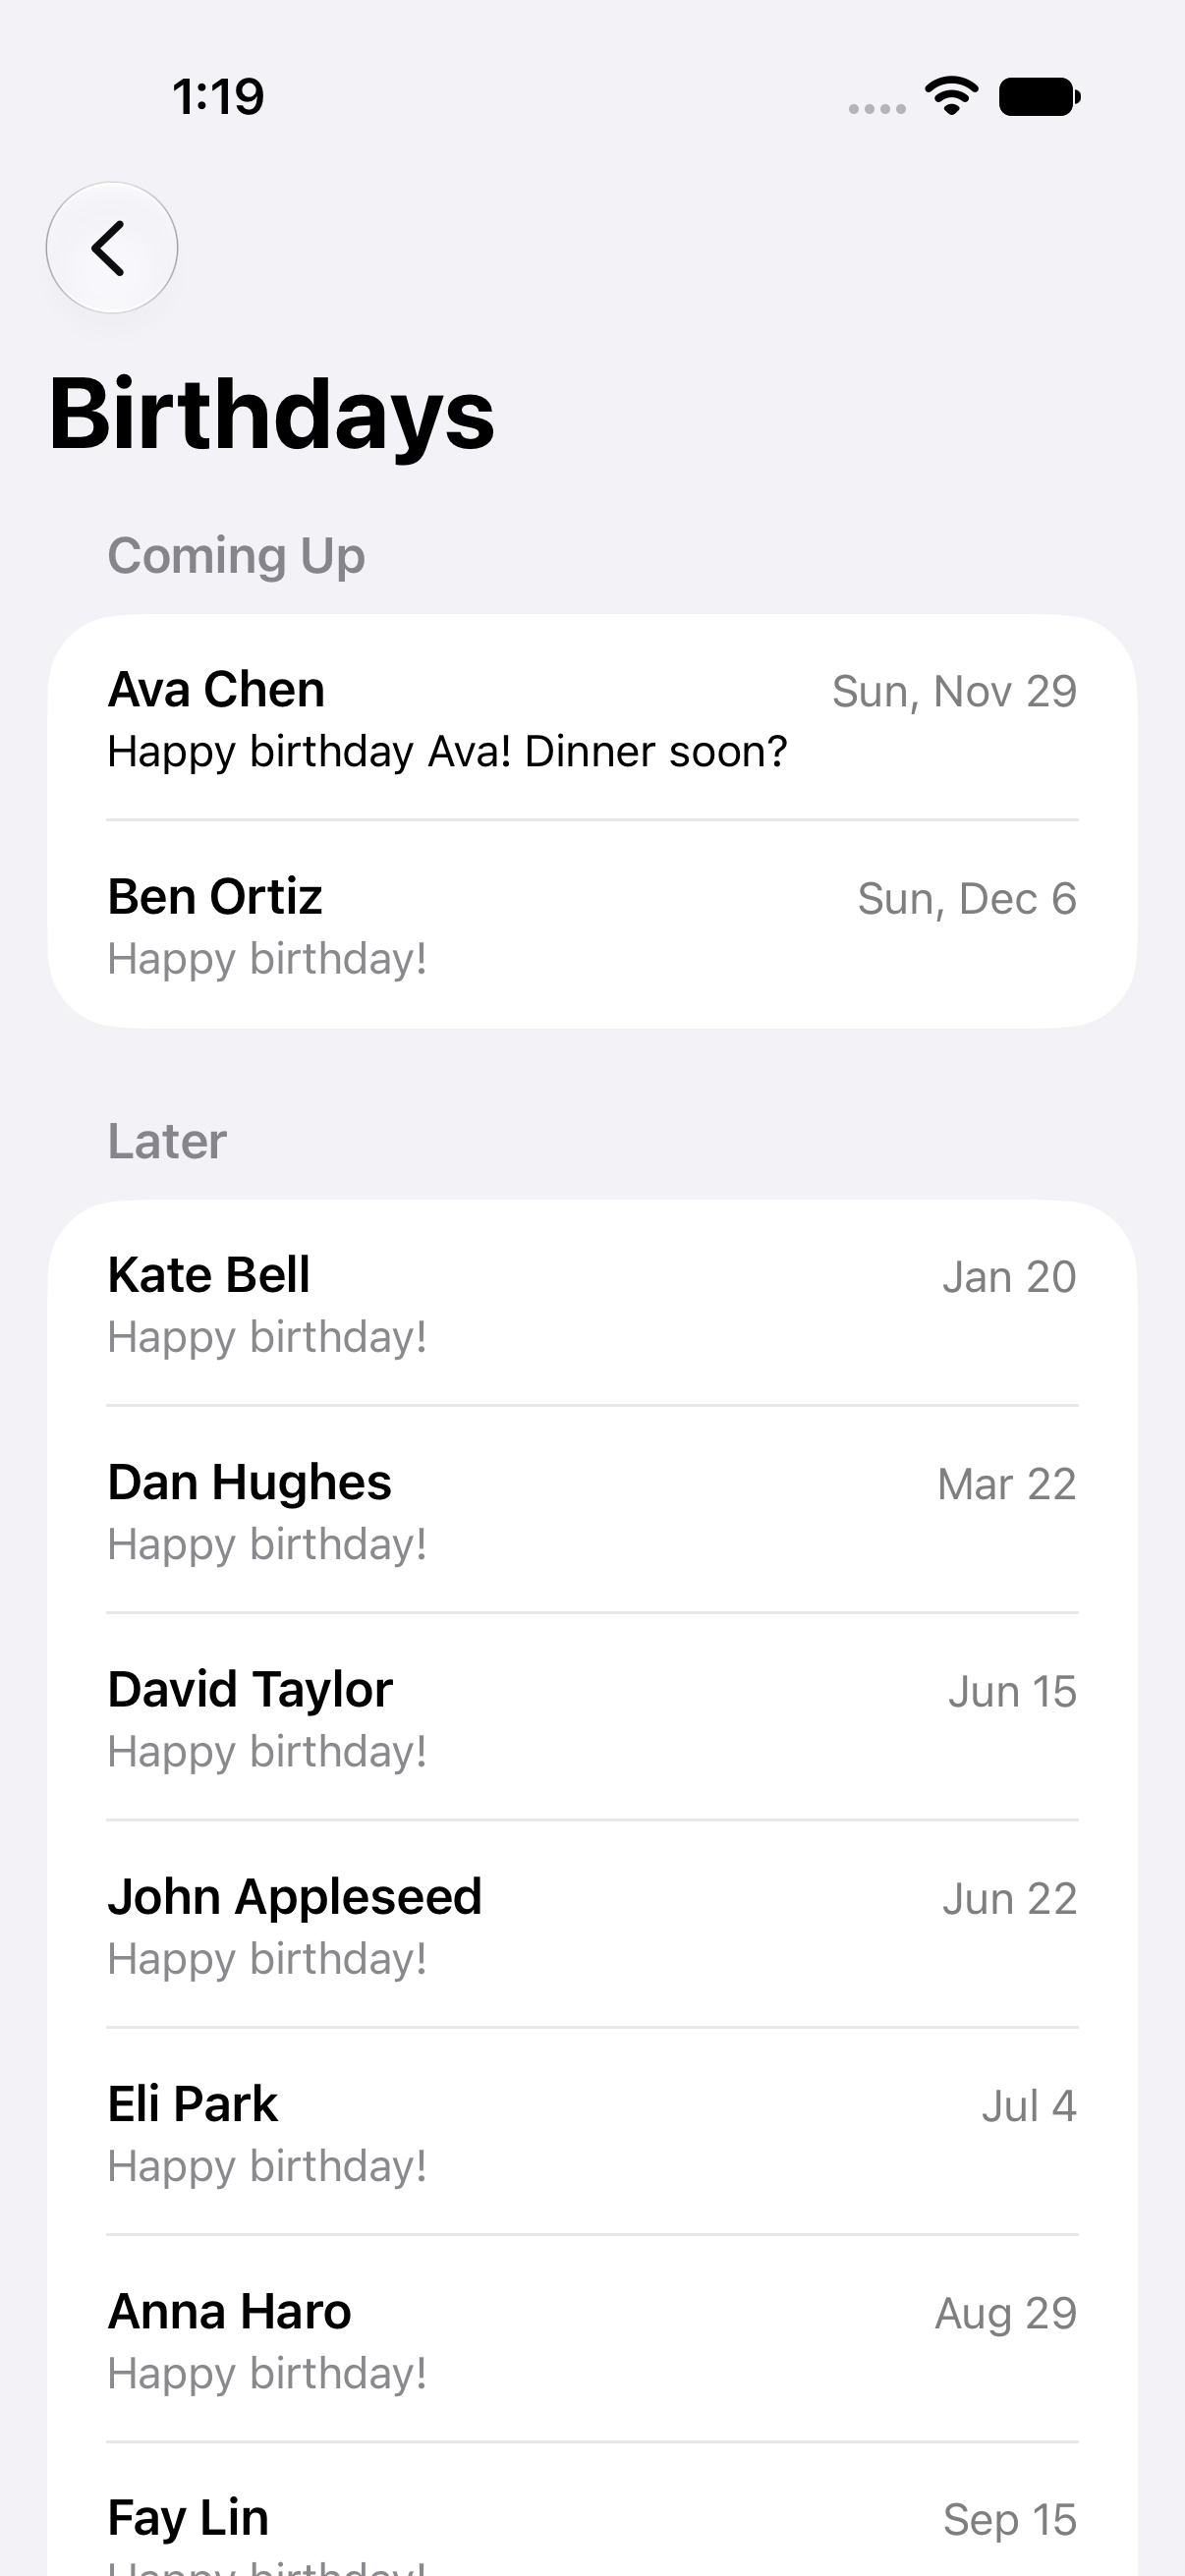 1:19
Birthdays
Coming Up
Ava Chen
Sun, Nov 29
Happy birthday Ava! Dinner soon?
Ben Ortiz
Sun, Dec 6
Happy birthday!
Later
Kate Bell
Jan 20
Happy birthday!
Dan Hughes
Mar 22
Happy birthday!
David Taylor
Jun 15
Happy birthday!
John Appleseed
Jun 22
Happy birthday!
Eli Park
Jul 4
Happy birthday!
Anna Haro
Aug 29
Happy birthday!
Fay Lin
Sep 15
Happy birthday!